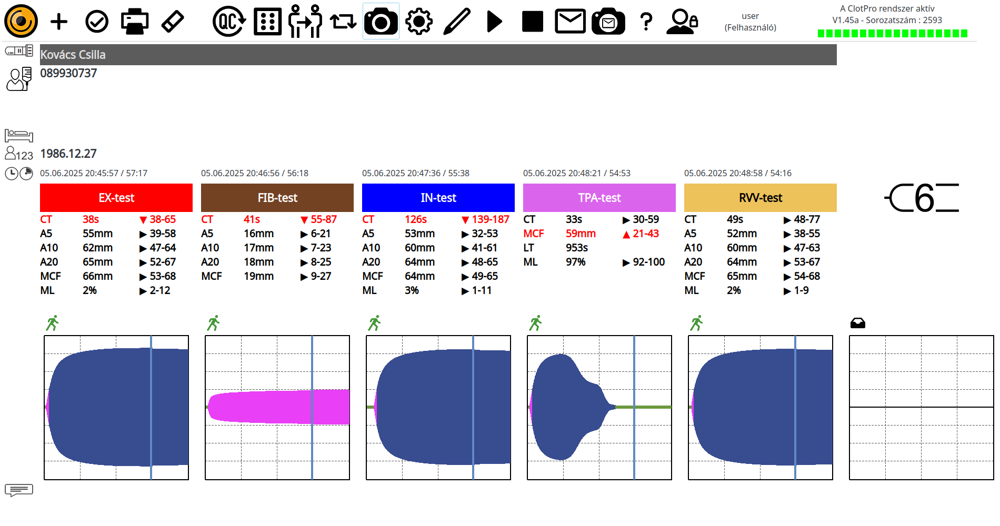 QC
user
(Felhasználó)
A ClotPro rendszer aktív
V1.45a - Sorozatszám : 2593
Kovács Csilla
089930737
123
1986.12.27
05.06.2025 20:45:57 / 57:17
05.06.2025 20:46:56 / 56:18
05.06.2025 20:47:36 / 55:38
05.06.2025 20:48:21 / 54:53
05.06.2025 20:48:58 / 54:16
EX-test
CT 38s ▼ 38-65
A5 55mm ▶ 39-58
A10 62mm ▶ 47-64
A20 65mm ▶ 52-67
MCF 66mm ▶ 53-68
ML 2% ▶ 2-12
FIB-test
CT 41s ▼ 55-87
A5 16mm ▶ 6-21
A10 17mm ▶ 7-23
A20 18mm ▶ 8-25
MCF 19mm ▶ 9-27
IN-test
CT 126s ▼ 139-187
A5 53mm ▶ 32-53
A10 60mm ▶ 41-61
A20 64mm ▶ 48-65
MCF 64mm ▶ 49-65
ML 3% ▶ 1-11
TPA-test
CT 33s ▶ 30-59
MCF 59mm ▲ 21-43
LT 953s
ML 97% ▶ 92-100
RVV-test
CT 49s ▶ 48-77
A5 52mm ▶ 38-55
A10 60mm ▶ 47-63
A20 64mm ▶ 53-67
MCF 65mm ▶ 54-68
ML 2% ▶ 1-9
6